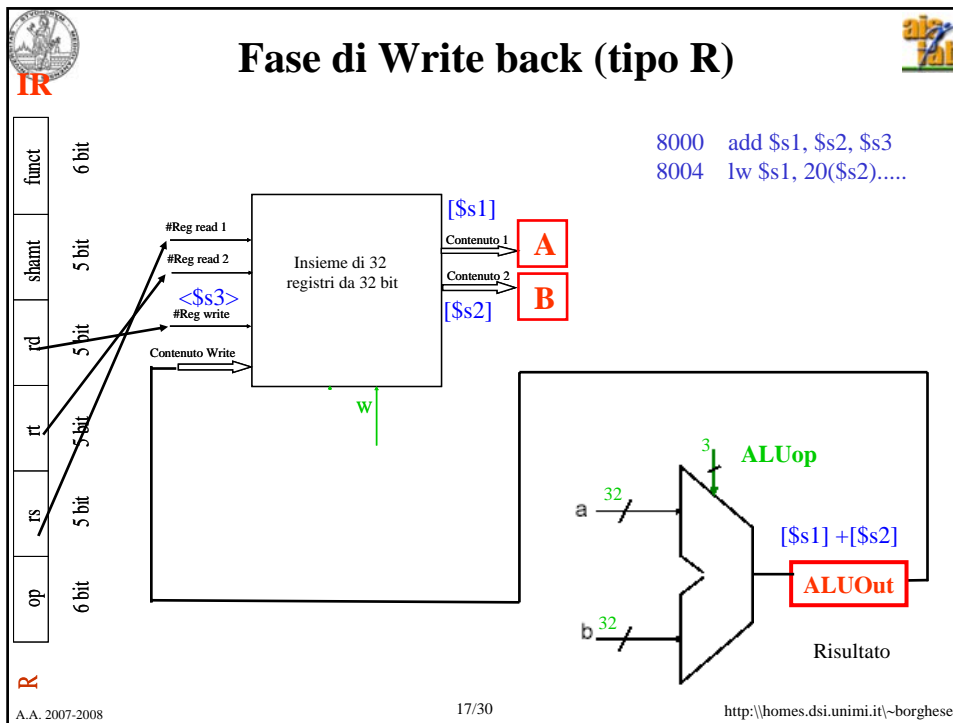 Fase di Write back (tipo R)
IR
8000 add $s1, $s2, $s3
8004 lw $s1, 20($s2).....
funct
6 bit
shamt
5 bit
rd
5 bit
rt
5 bit
rs
5 bit
op
6 bit
R
#Reg read 1
#Reg read 2
<$s3>
#Reg write
Contenuto Write
Insieme di 32
registri da 32 bit
w
[$s1]
Contenuto 1
A
Contenuto 2
B
[$s2]
3
ALUop
a
32
b
32
[$s1] +[$s2]
ALUOut
Risultato
A.A. 2007-2008
17/30
http:\\homes.dsi.unimi.it\~borghese